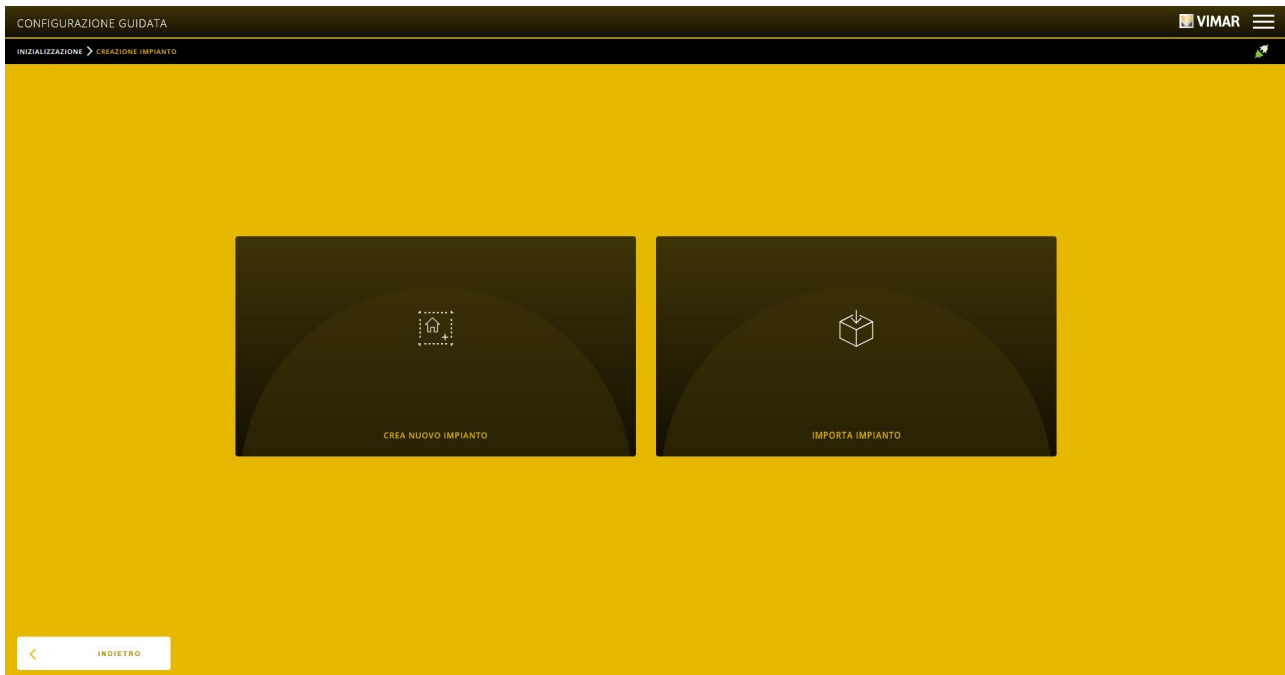 CONFIGURAZIONE GUIDATA
VIMAR
INIZIALIZZAZIONE > CREAZIONE IMPIANTO
CREA NUOVO IMPIANTO
IMPORTA IMPIANTO
INDIETRO